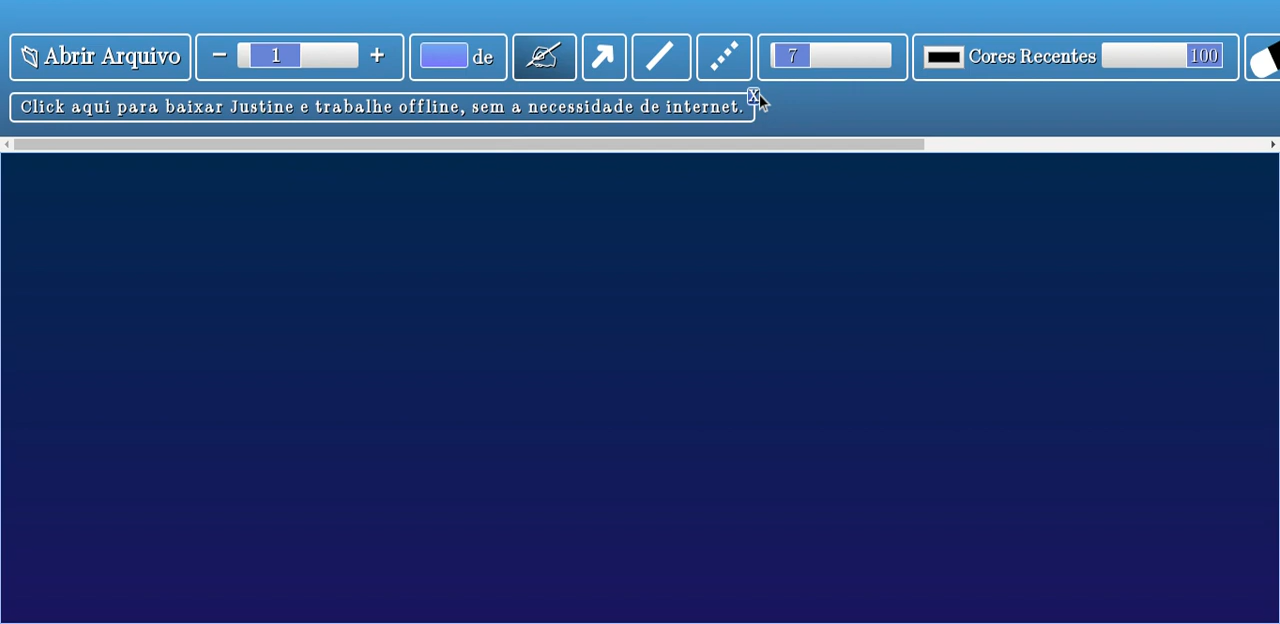 Abrir Arquivo − 1 + de 7 Cores Recentes 100
Click aqui para baixar Justine e trabalhe offline, sem a necessidade de internet. X